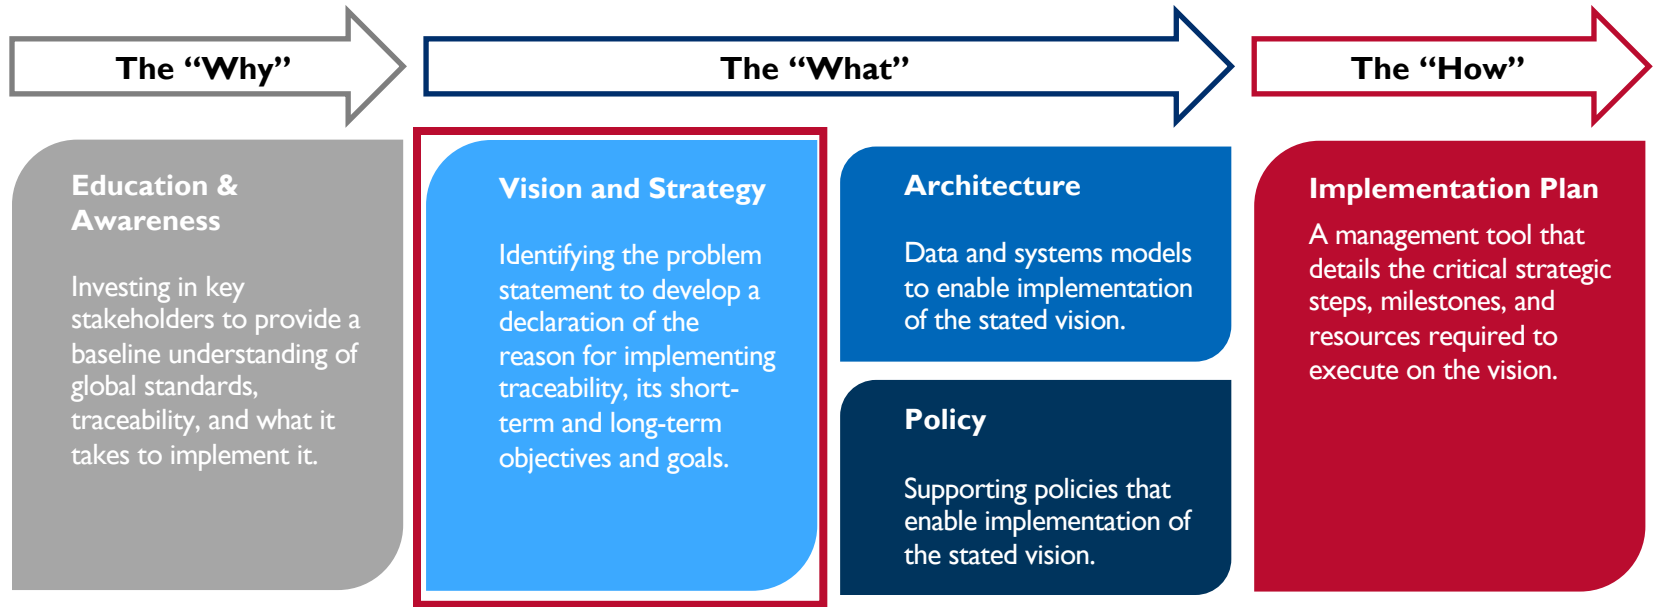 The “Why”
The “What”
The “How”
Education &
Awareness
Investing in key
stakeholders to provide a
baseline understanding of
global standards,
traceability, and what it
takes to implement it.
Vision and Strategy
Identifying the problem
statement to develop a
declaration of the
reason for implementing
traceability, its short-
term and long-term
objectives and goals.
Architecture
Data and systems models
to enable implementation
of the stated vision.
Policy
Supporting policies that
enable implementation of
the stated vision.
Implementation Plan
A management tool that
details the critical strategic
steps, milestones, and
resources required to
execute on the vision.